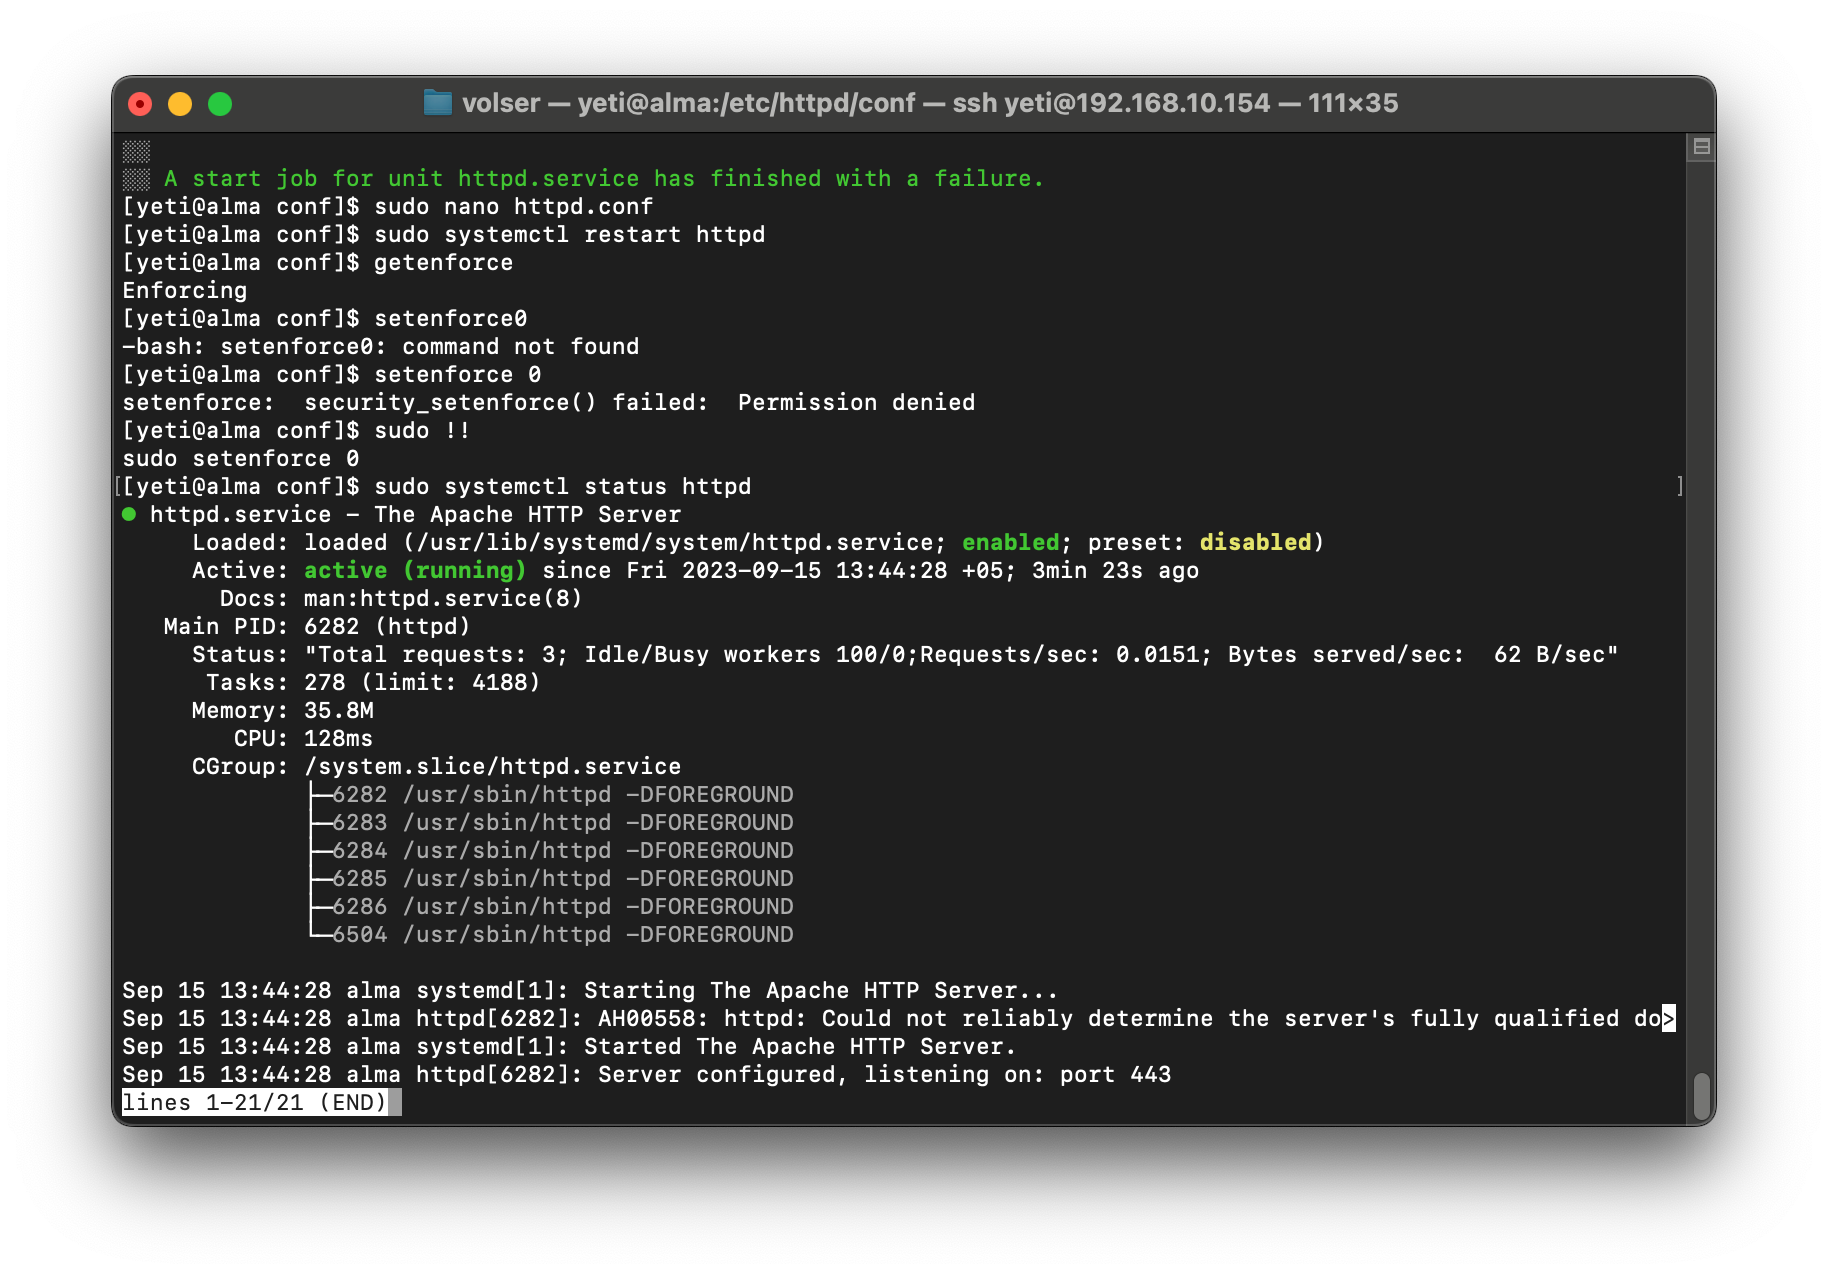 volser — yeti@alma:/etc/httpd/conf — ssh yeti@192.168.10.154 — 111×35
░░
░░ A start job for unit httpd.service has finished with a failure.
[yeti@alma conf]$ sudo nano httpd.conf
[yeti@alma conf]$ sudo systemctl restart httpd
[yeti@alma conf]$ getenforce
Enforcing
[yeti@alma conf]$ setenforce0
-bash: setenforce0: command not found
[yeti@alma conf]$ setenforce 0
setenforce:  security_setenforce() failed:  Permission denied
[yeti@alma conf]$ sudo !!
sudo setenforce 0
[[yeti@alma conf]$ sudo systemctl status httpd ]
● httpd.service - The Apache HTTP Server
     Loaded: loaded (/usr/lib/systemd/system/httpd.service; enabled; preset: disabled)
     Active: active (running) since Fri 2023-09-15 13:44:28 +05; 3min 23s ago
       Docs: man:httpd.service(8)
   Main PID: 6282 (httpd)
     Status: "Total requests: 3; Idle/Busy workers 100/0;Requests/sec: 0.0151; Bytes served/sec:  62 B/sec"
      Tasks: 278 (limit: 4188)
     Memory: 35.8M
        CPU: 128ms
     CGroup: /system.slice/httpd.service
             ├─6282 /usr/sbin/httpd -DFOREGROUND
             ├─6283 /usr/sbin/httpd -DFOREGROUND
             ├─6284 /usr/sbin/httpd -DFOREGROUND
             ├─6285 /usr/sbin/httpd -DFOREGROUND
             ├─6286 /usr/sbin/httpd -DFOREGROUND
             └─6504 /usr/sbin/httpd -DFOREGROUND
Sep 15 13:44:28 alma systemd[1]: Starting The Apache HTTP Server...
Sep 15 13:44:28 alma httpd[6282]: AH00558: httpd: Could not reliably determine the server's fully qualified do>
Sep 15 13:44:28 alma systemd[1]: Started The Apache HTTP Server.
Sep 15 13:44:28 alma httpd[6282]: Server configured, listening on: port 443
lines 1-21/21 (END)